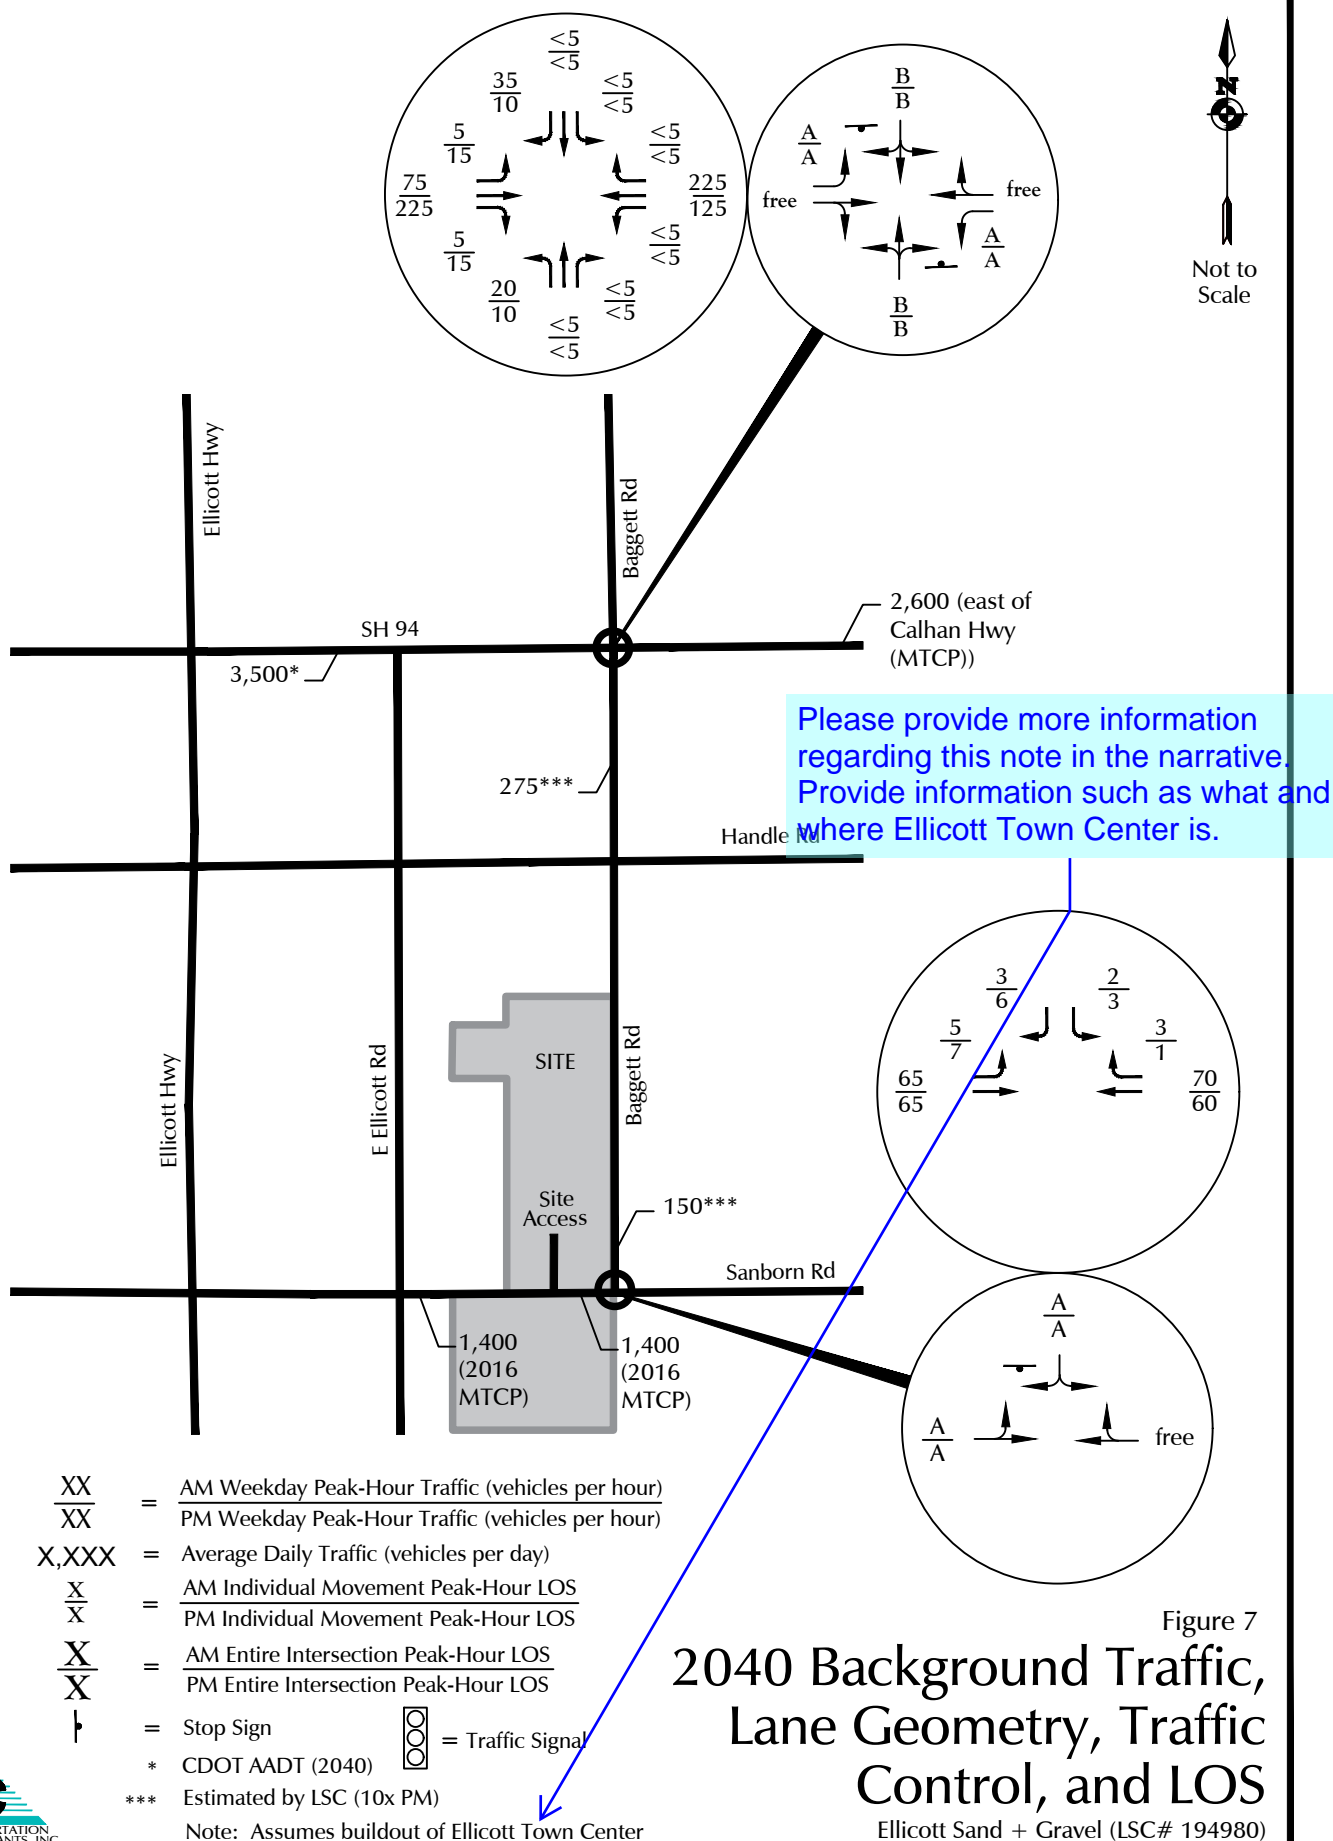 <5
<5
35
10
<5
<5
5
15
<5
<5
75
225
225
125
5
15
<5
<5
20
10
<5
<5
<5
<5
B
B
A
A
free
free
A
A
B
B
N
Not to
Scale
Ellicott Hwy
Baggett Rd
SH 94
3,500*
2,600 (east of
Calhan Hwy
(MTCP))
Please provide more information
regarding this note in the narrative.
Provide information such as what and
where Ellicott Town Center is.
275***
Handle Rd
3
6
2
3
5
7
3
1
65
65
70
60
SITE
Ellicott Hwy
E Ellicott Rd
Baggett Rd
Site
Access
150***
Sanborn Rd
1,400
(2016
MTCP)
1,400
(2016
MTCP)
A
A
A
A
free
XX
XX
= AM Weekday Peak-Hour Traffic (vehicles per hour)
PM Weekday Peak-Hour Traffic (vehicles per hour)
X,XXX = Average Daily Traffic (vehicles per day)
X
X
= AM Individual Movement Peak-Hour LOS
PM Individual Movement Peak-Hour LOS
X
X
= AM Entire Intersection Peak-Hour LOS
PM Entire Intersection Peak-Hour LOS
= Stop Sign
= Traffic Signal
* CDOT AADT (2040)
*** Estimated by LSC (10x PM)
Note: Assumes buildout of Ellicott Town Center
Figure 7
2040 Background Traffic,
Lane Geometry, Traffic
Control, and LOS
Ellicott Sand + Gravel (LSC# 194980)